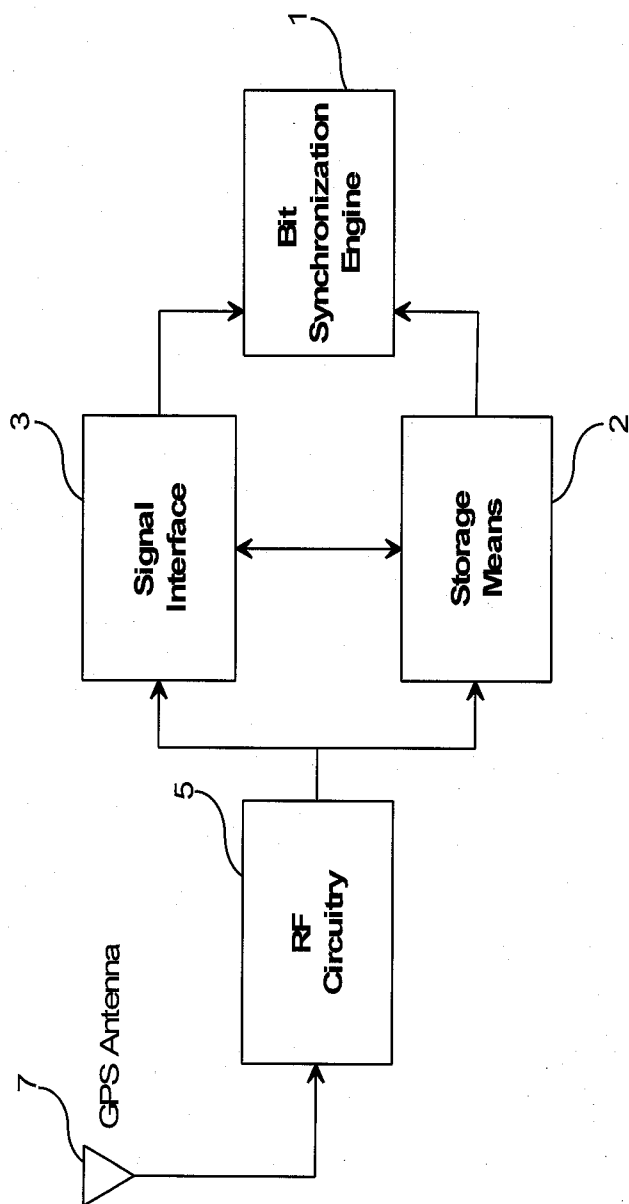 7
GPS Antenna
5
RF
Circuitry
3
Signal
Interface
Storage
Means
2
1
Bit
Synchronization
Engine